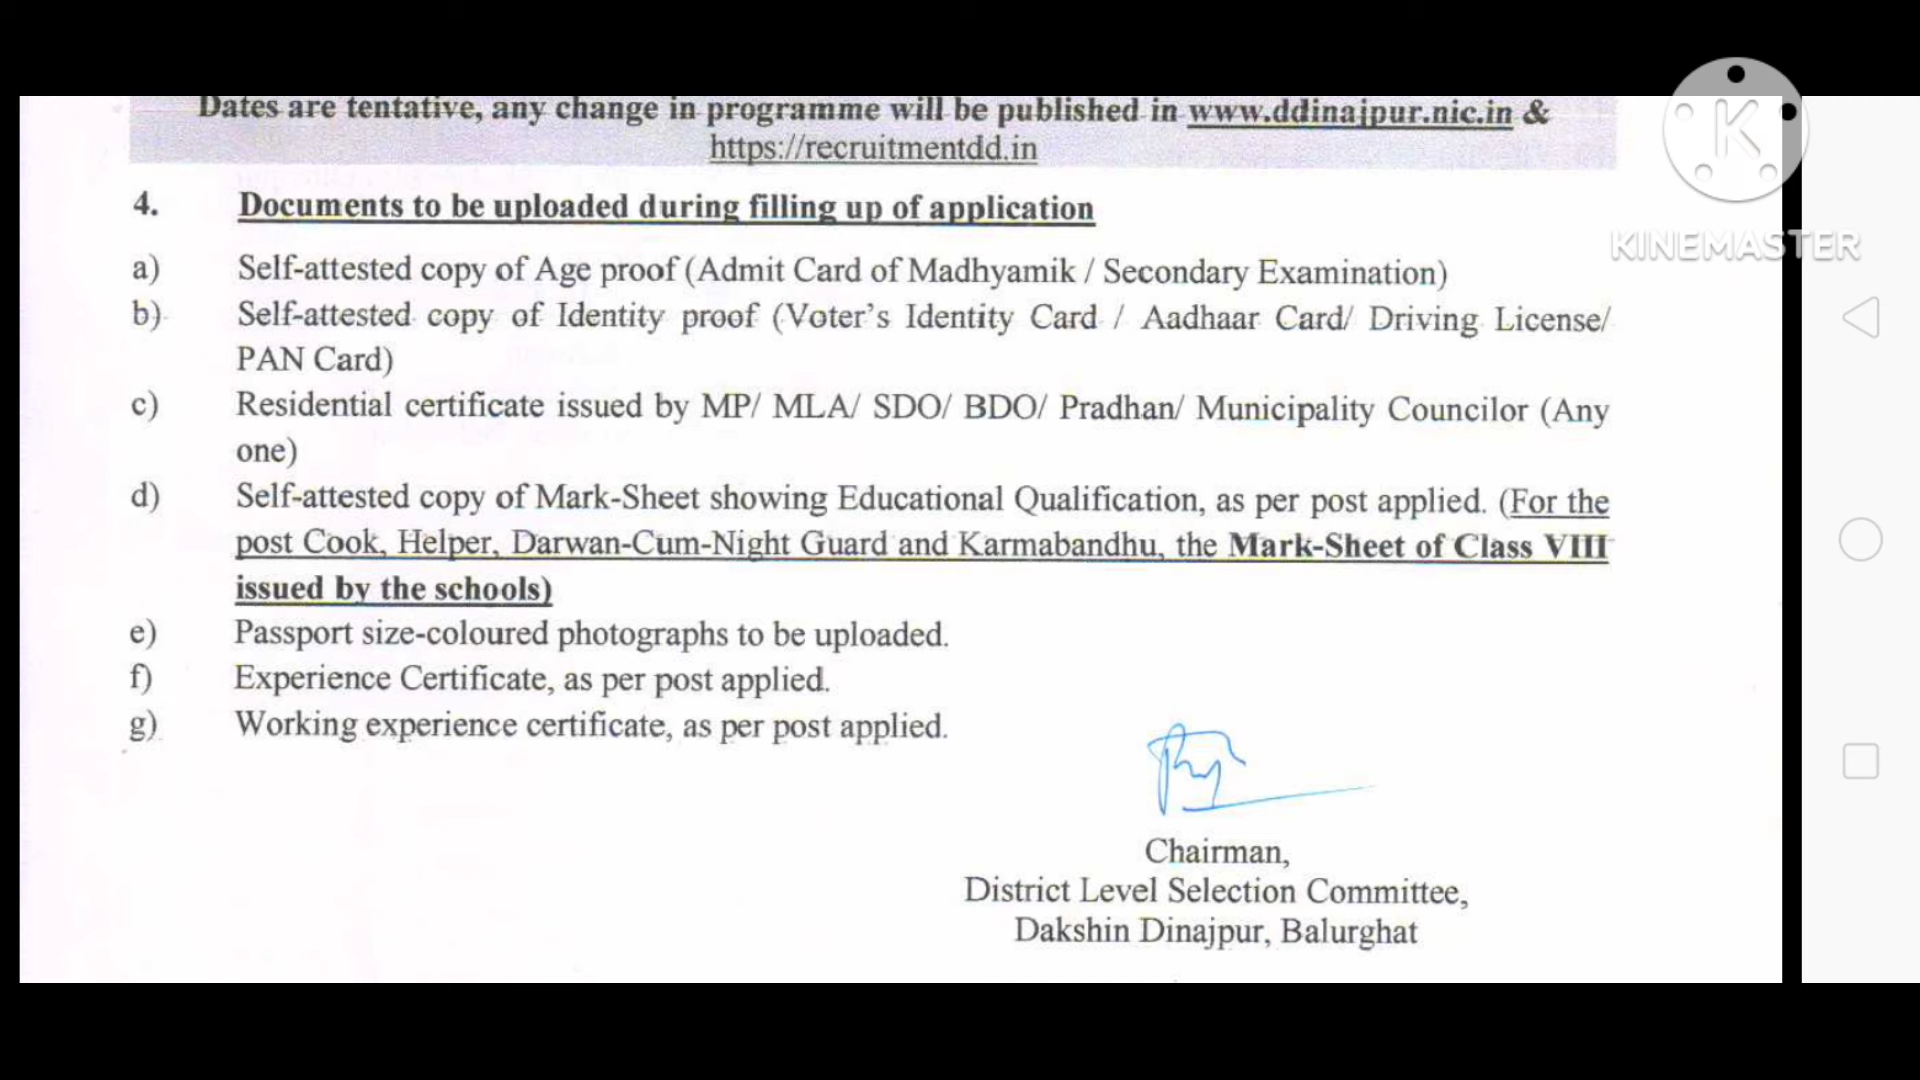 Dates are tentative, any change in programme will be published in www.ddinajpur.nic.in &
https://recruitmentdd.in
4. Documents to be uploaded during filling up of application
a) Self-attested copy of Age proof (Admit Card of Madhyamik / Secondary Examination)
b) Self-attested copy of Identity proof (Voter's Identity Card / Aadhaar Card/ Driving License/
PAN Card)
c) Residential certificate issued by MP/ MLA/ SDO/ BDO/ Pradhan/ Municipality Councilor (Any
one)
d) Self-attested copy of Mark-Sheet showing Educational Qualification, as per post applied. (For the
post Cook, Helper, Darwan-Cum-Night Guard and Karmabandhu, the Mark-Sheet of Class VIII
issued by the schools)
e) Passport size-coloured photographs to be uploaded.
f) Experience Certificate, as per post applied.
g) Working experience certificate, as per post applied.
Chairman,
District Level Selection Committee,
Dakshin Dinajpur, Balurghat
K
KINEMASTER